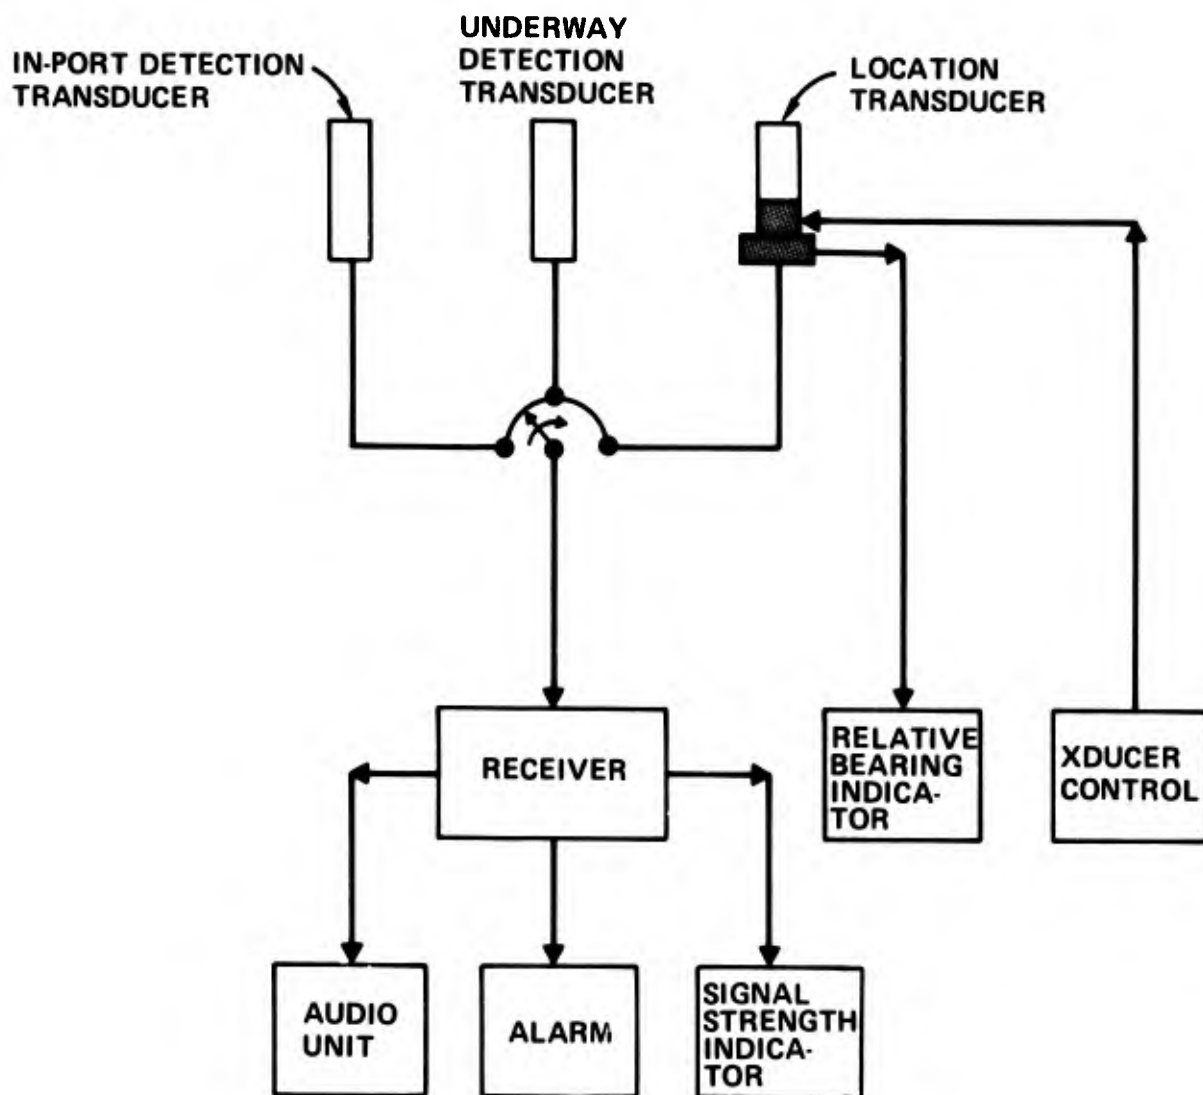 IN-PORT DETECTION
TRANSDUCER
UNDERWAY
DETECTION
TRANSDUCER
LOCATION
TRANSDUCER
RECEIVER
RELATIVE
BEARING
INDICA-
TOR
XDUCER
CONTROL
AUDIO
UNIT
ALARM
SIGNAL
STRENGTH
INDICA-
TOR